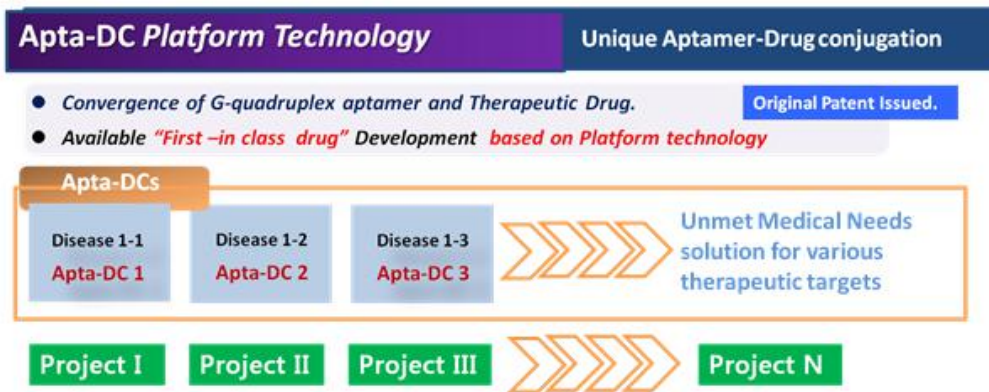 Apta-DC Platform Technology
Unique Aptamer-Drug conjugation
● Convergence of G-quadruplex aptamer and Therapeutic Drug.
Original Patent Issued.
● Available “First –in class drug” Development based on Platform technology
Apta-DCs
Disease 1-1
Apta-DC 1
Disease 1-2
Apta-DC 2
Disease 1-3
Apta-DC 3
Unmet Medical Needs
solution for various
therapeutic targets
Project I
Project II
Project III
Project N